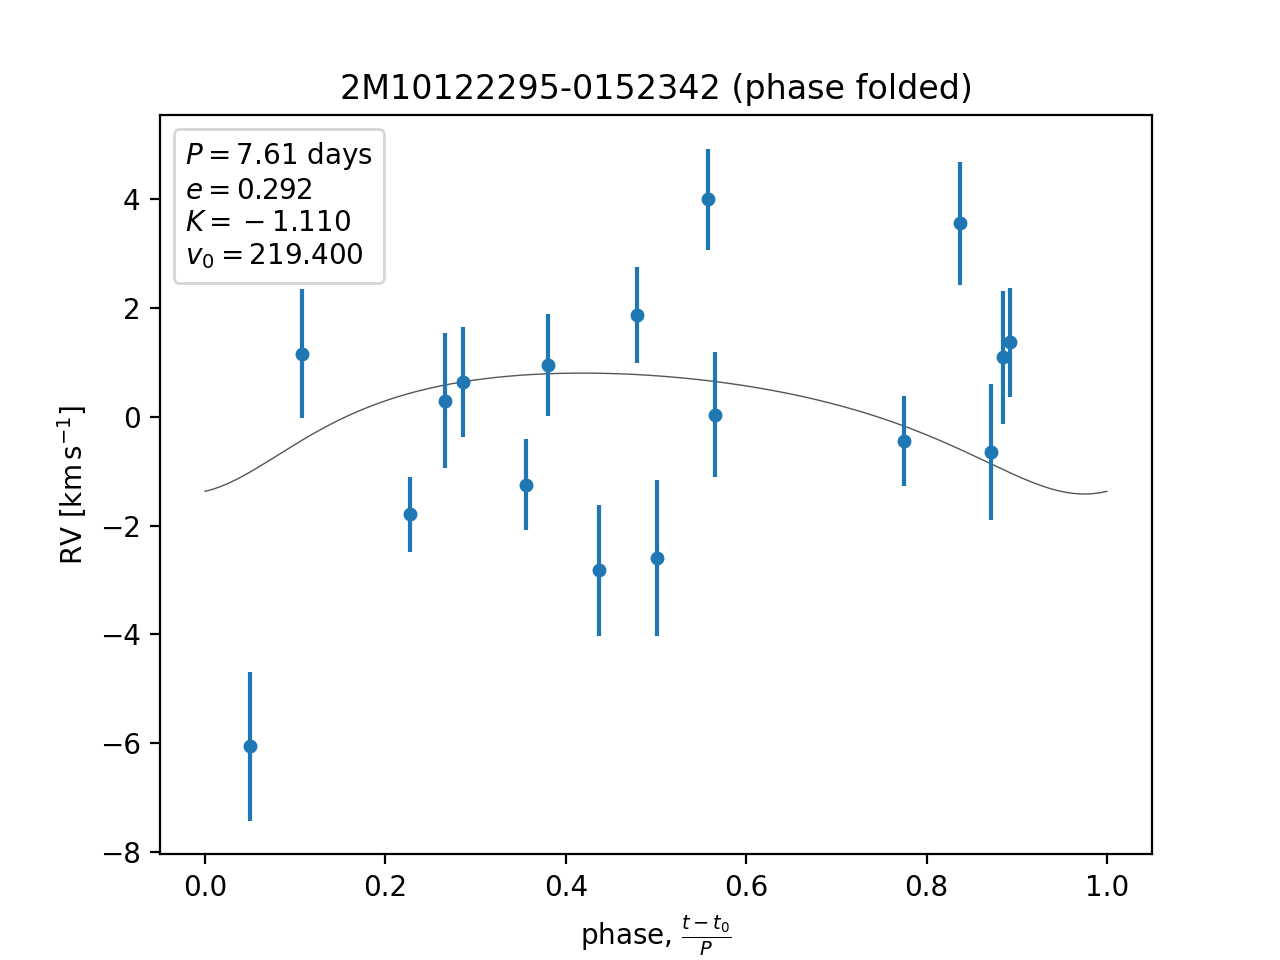 2M10122295-0152342 (phase folded)
P = 7.61 days
e = 0.292
K = −1.110
v₀ = 219.400
RV [km s⁻¹]
4
2
0
−2
−4
−6
−8
0.0 0.2 0.4 0.6 0.8 1.0
phase, (t − t₀)/P